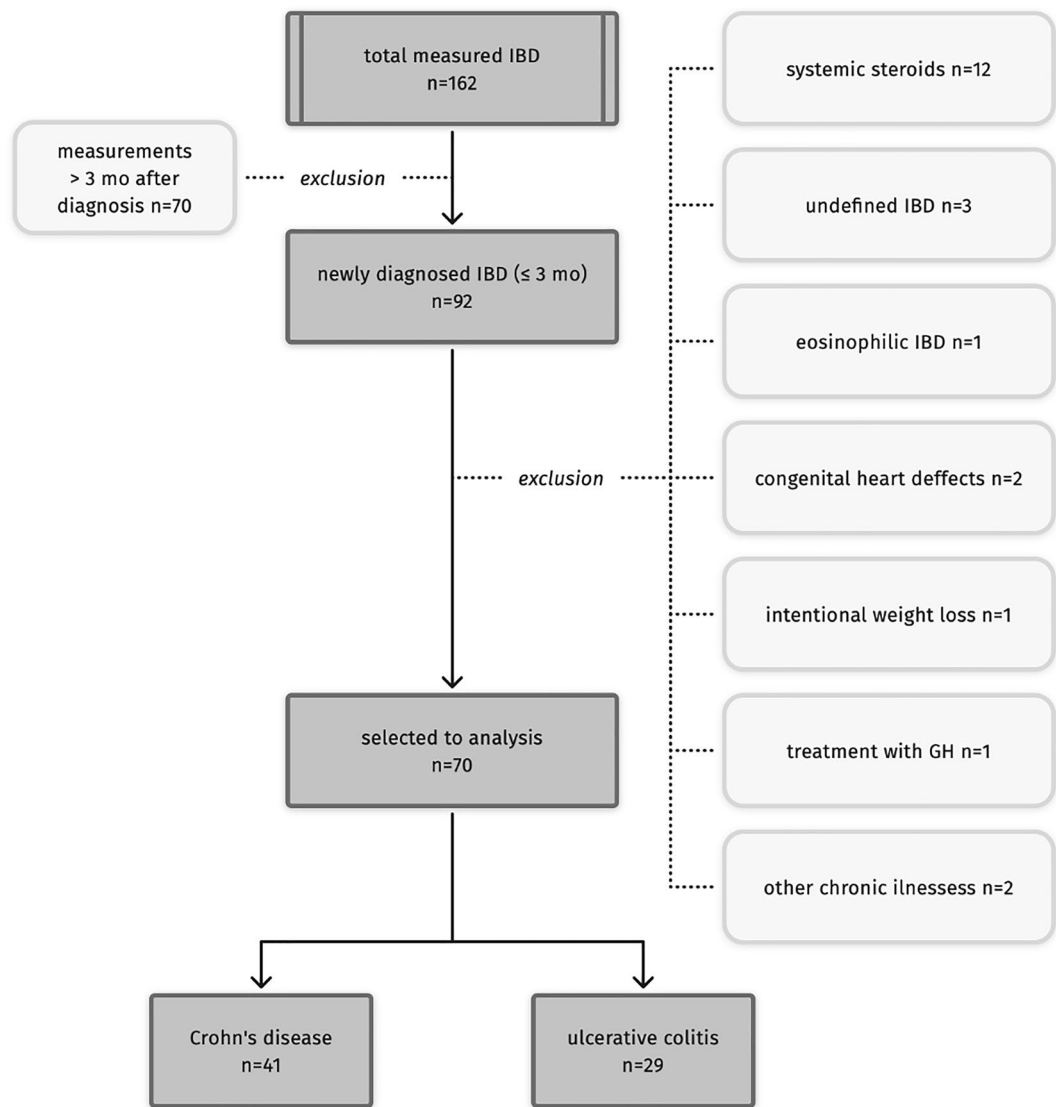 total measured IBD
n=162
measurements
> 3 mo after
diagnosis n=70
exclusion
newly diagnosed IBD (≤ 3 mo)
n=92
systemic steroids n=12
undefined IBD n=3
eosinophilic IBD n=1
exclusion
congenital heart deffects n=2
intentional weight loss n=1
treatment with GH n=1
other chronic ilnessess n=2
selected to analysis
n=70
Crohn's disease
n=41
ulcerative colitis
n=29